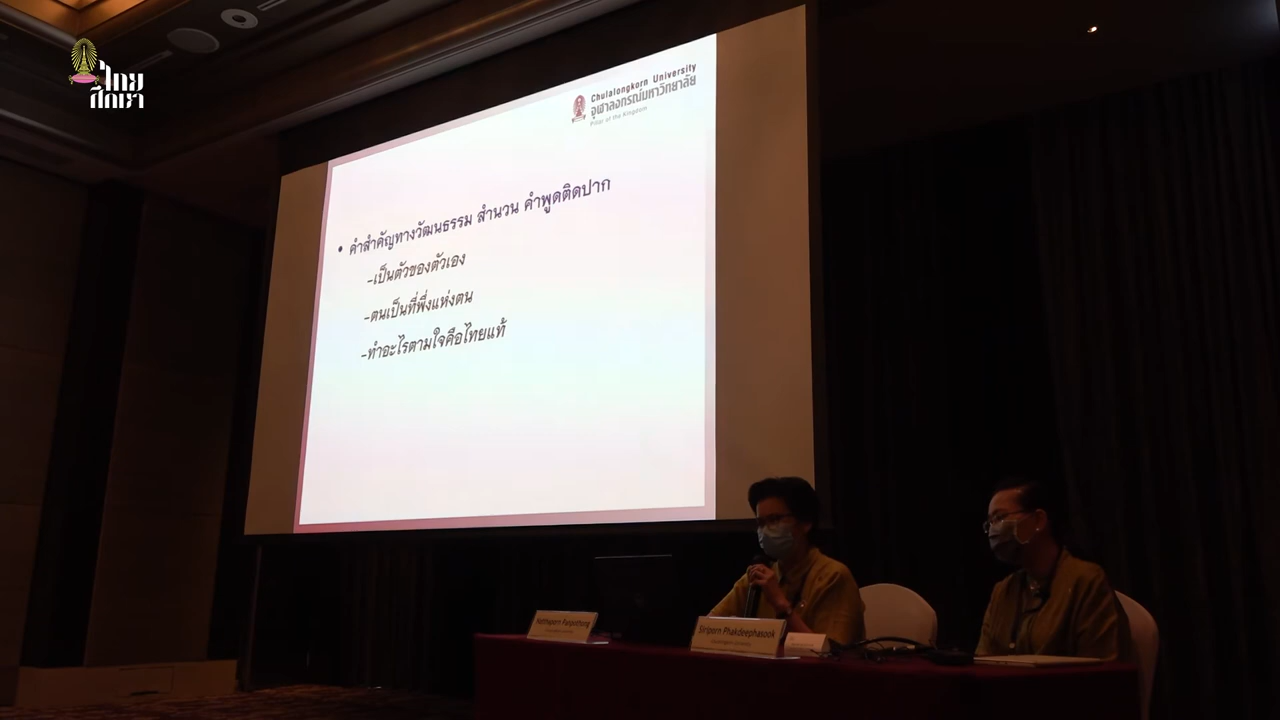 ไทย
ศึกษา
Chulalongkorn University
จุฬาลงกรณ์มหาวิทยาลัย
Pillar of the Kingdom
• คำสำคัญทางวัฒนธรรม สำนวน คำพูดติดปาก
–เป็นตัวของตัวเอง
–ตนเป็นที่พึ่งแห่งตน
–ทำอะไรตามใจคือไทยแท้
Siriporn Phakdeephasook